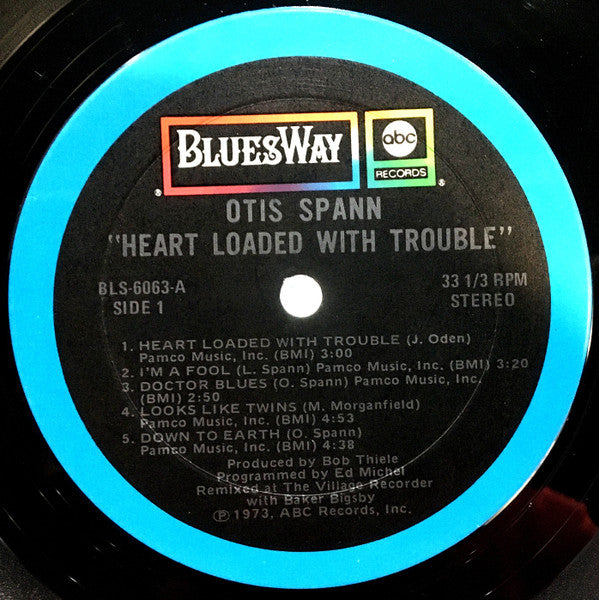 BLUESWAY
®
abc
RECORDS
®
OTIS SPANN
"HEART LOADED WITH TROUBLE"
BLS-6063-A
SIDE 1
33 1/3 RPM
STEREO
1. HEART LOADED WITH TROUBLE (J. Oden)
Pamco Music, Inc. (BMI) 3:00
2. I'M A FOOL (L. Spann) Pamco Music, Inc. (BMI) 3:20
3. DOCTOR BLUES (O. Spann) Pamco Music, Inc.
(BMI) 2:50
4. LOOKS LIKE TWINS (M. Morganfield)
Pamco Music, Inc. (BMI) 4:53
5. DOWN TO EARTH (O. Spann)
Pamco Music, Inc. (BMI) 4:38
Produced by Bob Thiele
Programmed by Ed Michel
Remixed at The Village Recorder
with Baker Bigsby
℗ 1973, ABC Records, Inc.